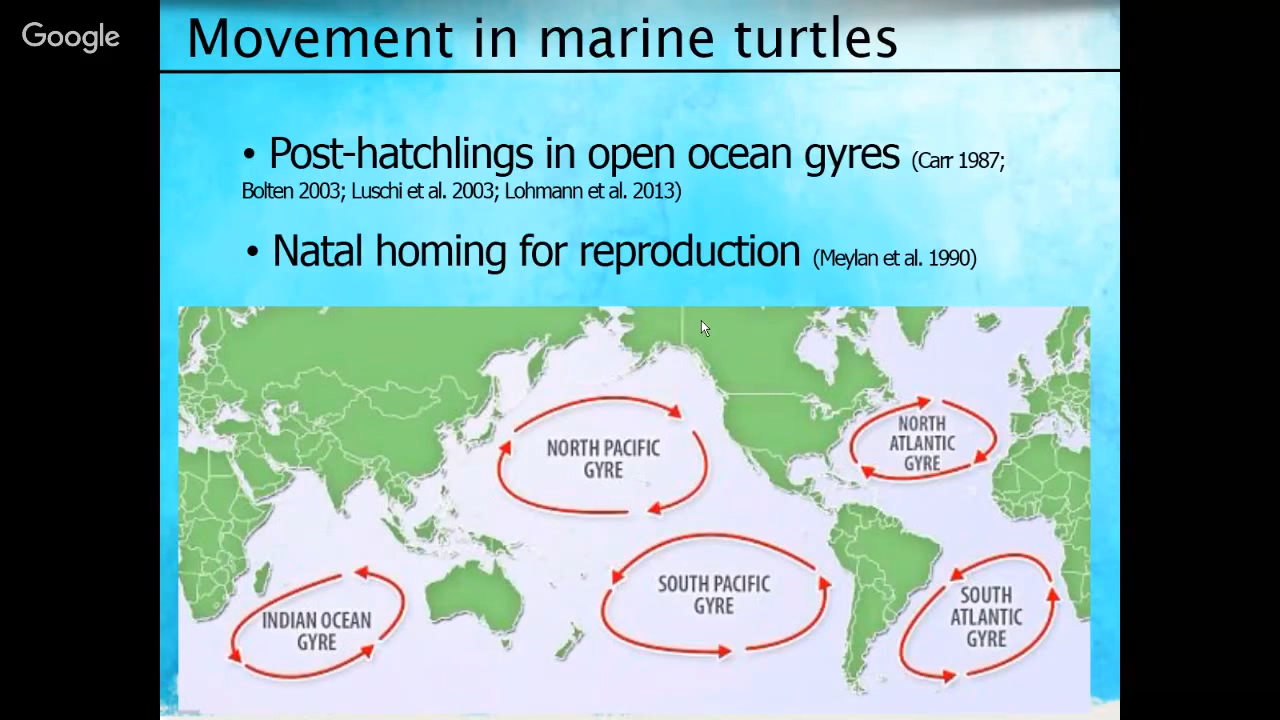 Google
Movement in marine turtles
• Post-hatchlings in open ocean gyres (Carr 1987;
Bolten 2003; Luschi et al. 2003; Lohmann et al. 2013)
• Natal homing for reproduction (Meylan et al. 1990)
NORTH PACIFIC
GYRE
NORTH
ATLANTIC
GYRE
SOUTH PACIFIC
GYRE
INDIAN OCEAN
GYRE
SOUTH
ATLANTIC
GYRE